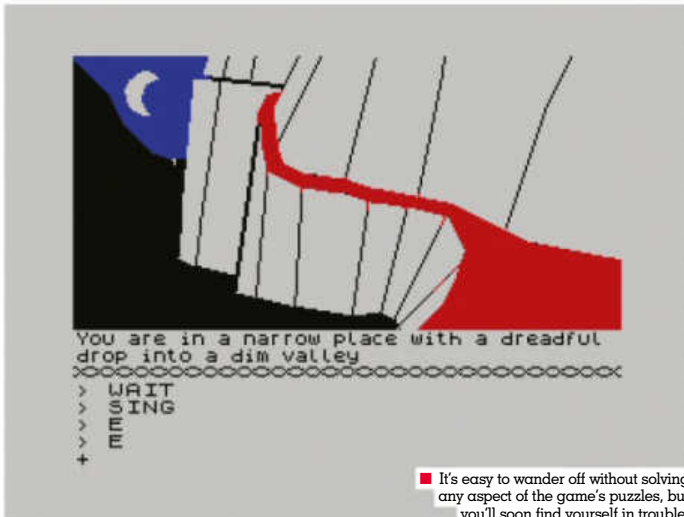 You are in a narrow place with a dreadful
drop into a dim valley
> WAIT
> SING
> E
> E
+
It's easy to wander off without solving
any aspect of the game's puzzles, bu
you'll soon find yourself in trouble